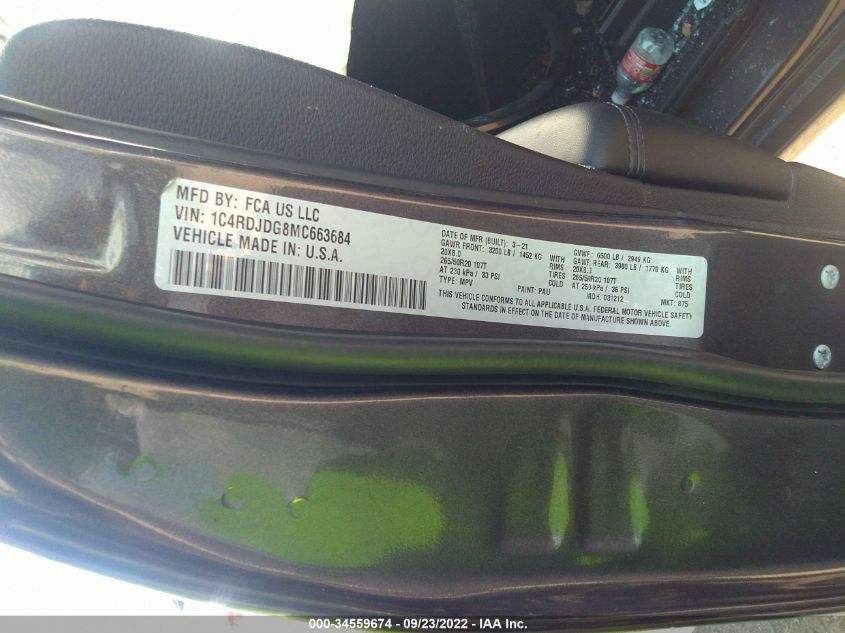 MFD BY: FCA US LLC
VIN: 1C4RDJDG8MC663684
VEHICLE MADE IN: U.S.A.
DATE OF MFR (BUILT): 3-21
GAWR FRONT: 3200 LB / 1452 KG WITH
20X8.0 RIMS
265/50R20 107T TIRES
AT 230 kPa / 33 PSI COLD
TYPE: MPV PAINT: PAU
GVWR: 6500 LB / 2949 KG
GAWR REAR: 3900 LB / 1770 KG WITH
20X8.0 RIMS
265/50R20 107T TIRES
AT 250 kPa / 36 PSI COLD
MDH: 031212 MKT: 875
THIS VEHICLE CONFORMS TO ALL APPLICABLE U.S.A. FEDERAL MOTOR VEHICLE SAFETY
STANDARDS IN EFFECT ON THE DATE OF MANUFACTURE SHOWN ABOVE.
000-34559674 / 09/23/2022 - IAA Inc.